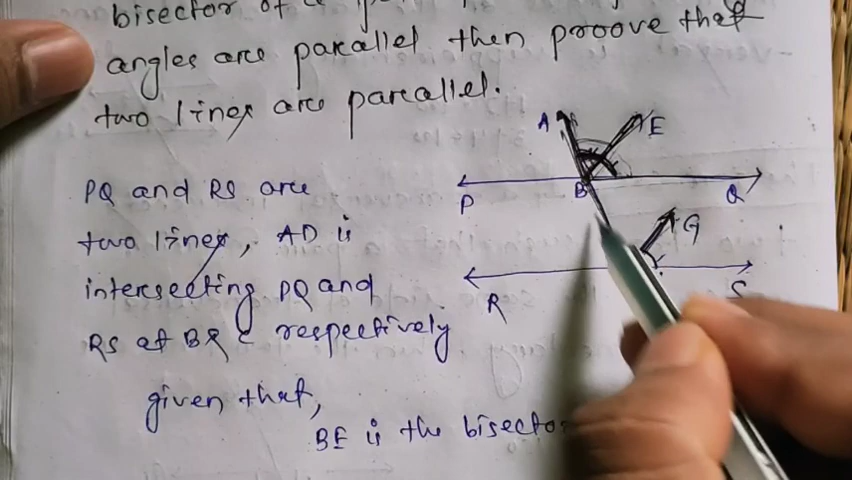 bisector of a
angles are parallel then proove that
two lines are parallel.
A
E
P
B
Q
G
R
S
PQ and RS are
two lines, AD is
intersecting PQ and
RS at B & C respectively
given that,
BE is the bisector